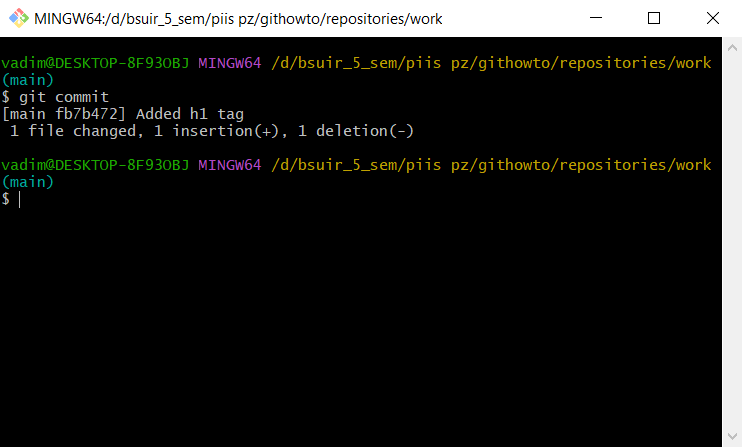 MINGW64:/d/bsuir_5_sem/piis pz/githowto/repositories/work
vadim@DESKTOP-8F93OBJ MINGW64 /d/bsuir_5_sem/piis pz/githowto/repositories/work
(main)
$ git commit
[main fb7b472] Added h1 tag
 1 file changed, 1 insertion(+), 1 deletion(-)
vadim@DESKTOP-8F93OBJ MINGW64 /d/bsuir_5_sem/piis pz/githowto/repositories/work
(main)
$